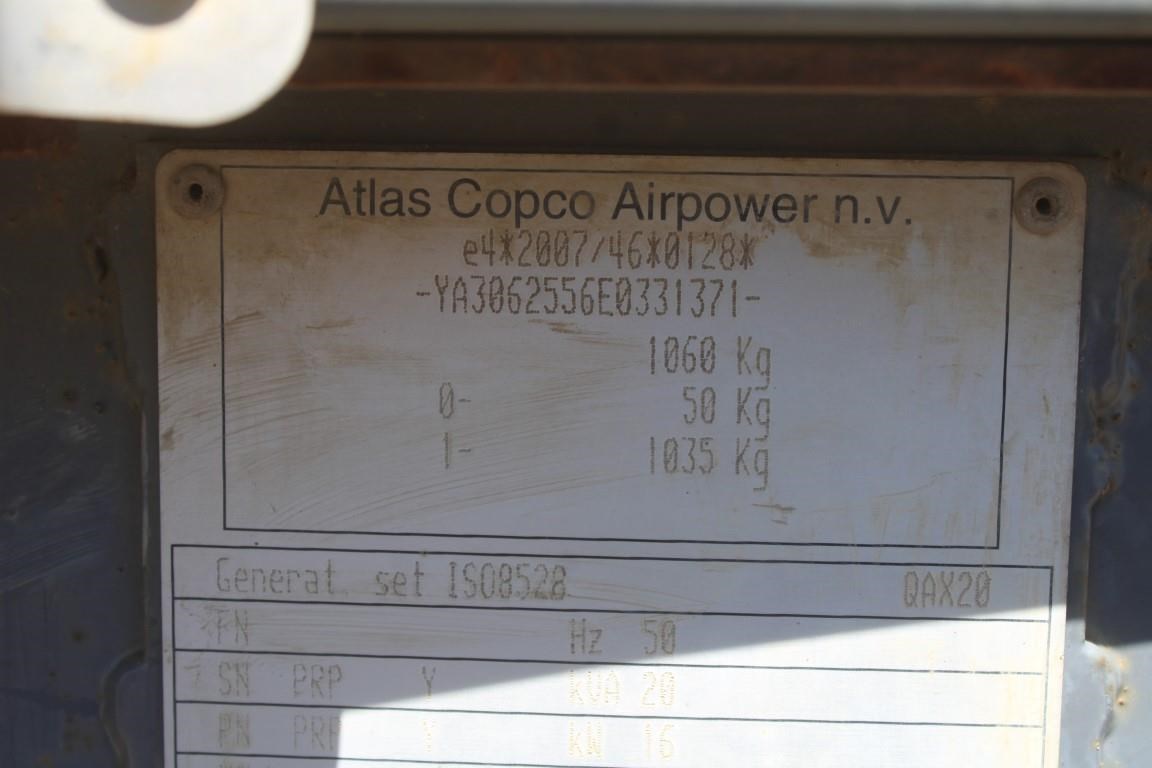 Atlas Copco Airpower n.v.
e4*2007/46*0128*
-YA3062556E0331371-
1060 Kg
0- 50 Kg
1- 1035 Kg
Generat. set ISO8528 QAX20
Hz 50
SN PRP Y kVA 20
PRP Y kW 16